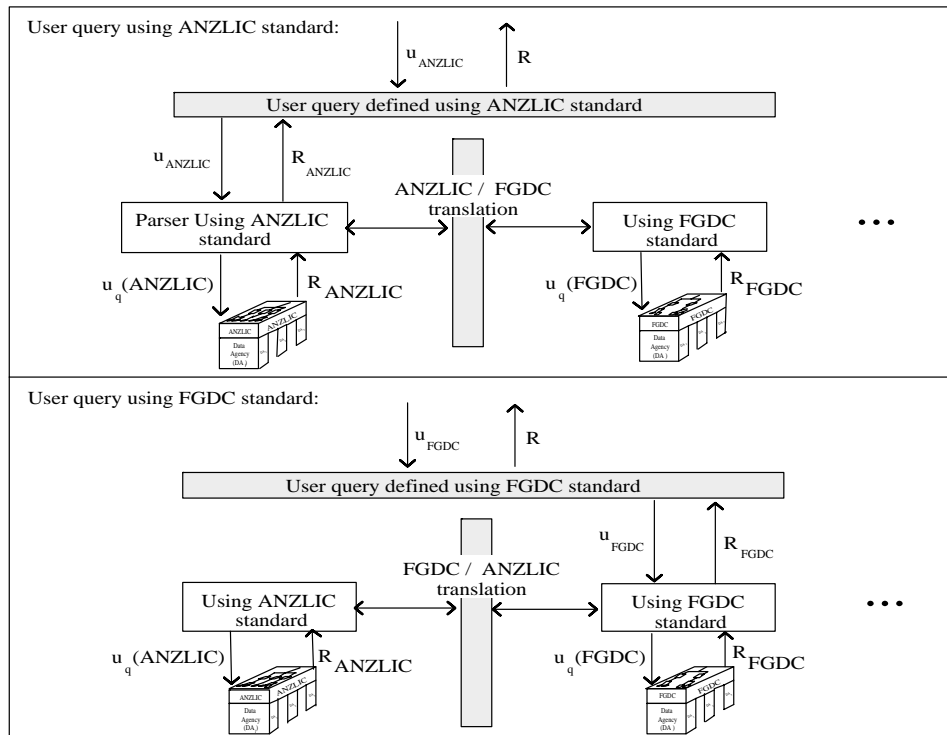 User query using ANZLIC standard:
u ANZLIC
R
User query defined using ANZLIC standard
u ANZLIC
R ANZLIC
ANZLIC / FGDC
translation
Parser Using ANZLIC
standard
Using FGDC
standard
...
u q (ANZLIC)
R ANZLIC
u q (FGDC)
R FGDC
ANZLIC
ANZLIC
Data
Agency
(DA )
FGDC
FGDC
Data
Agency
(DA )
User query using FGDC standard:
u FGDC
R
User query defined using FGDC standard
u FGDC
R FGDC
FGDC / ANZLIC
translation
Using ANZLIC
standard
Using FGDC
standard
...
u q (ANZLIC)
R ANZLIC
u q (FGDC)
R FGDC
ANZLIC
ANZLIC
Data
Agency
(DA )
FGDC
FGDC
Data
Agency
(DA )